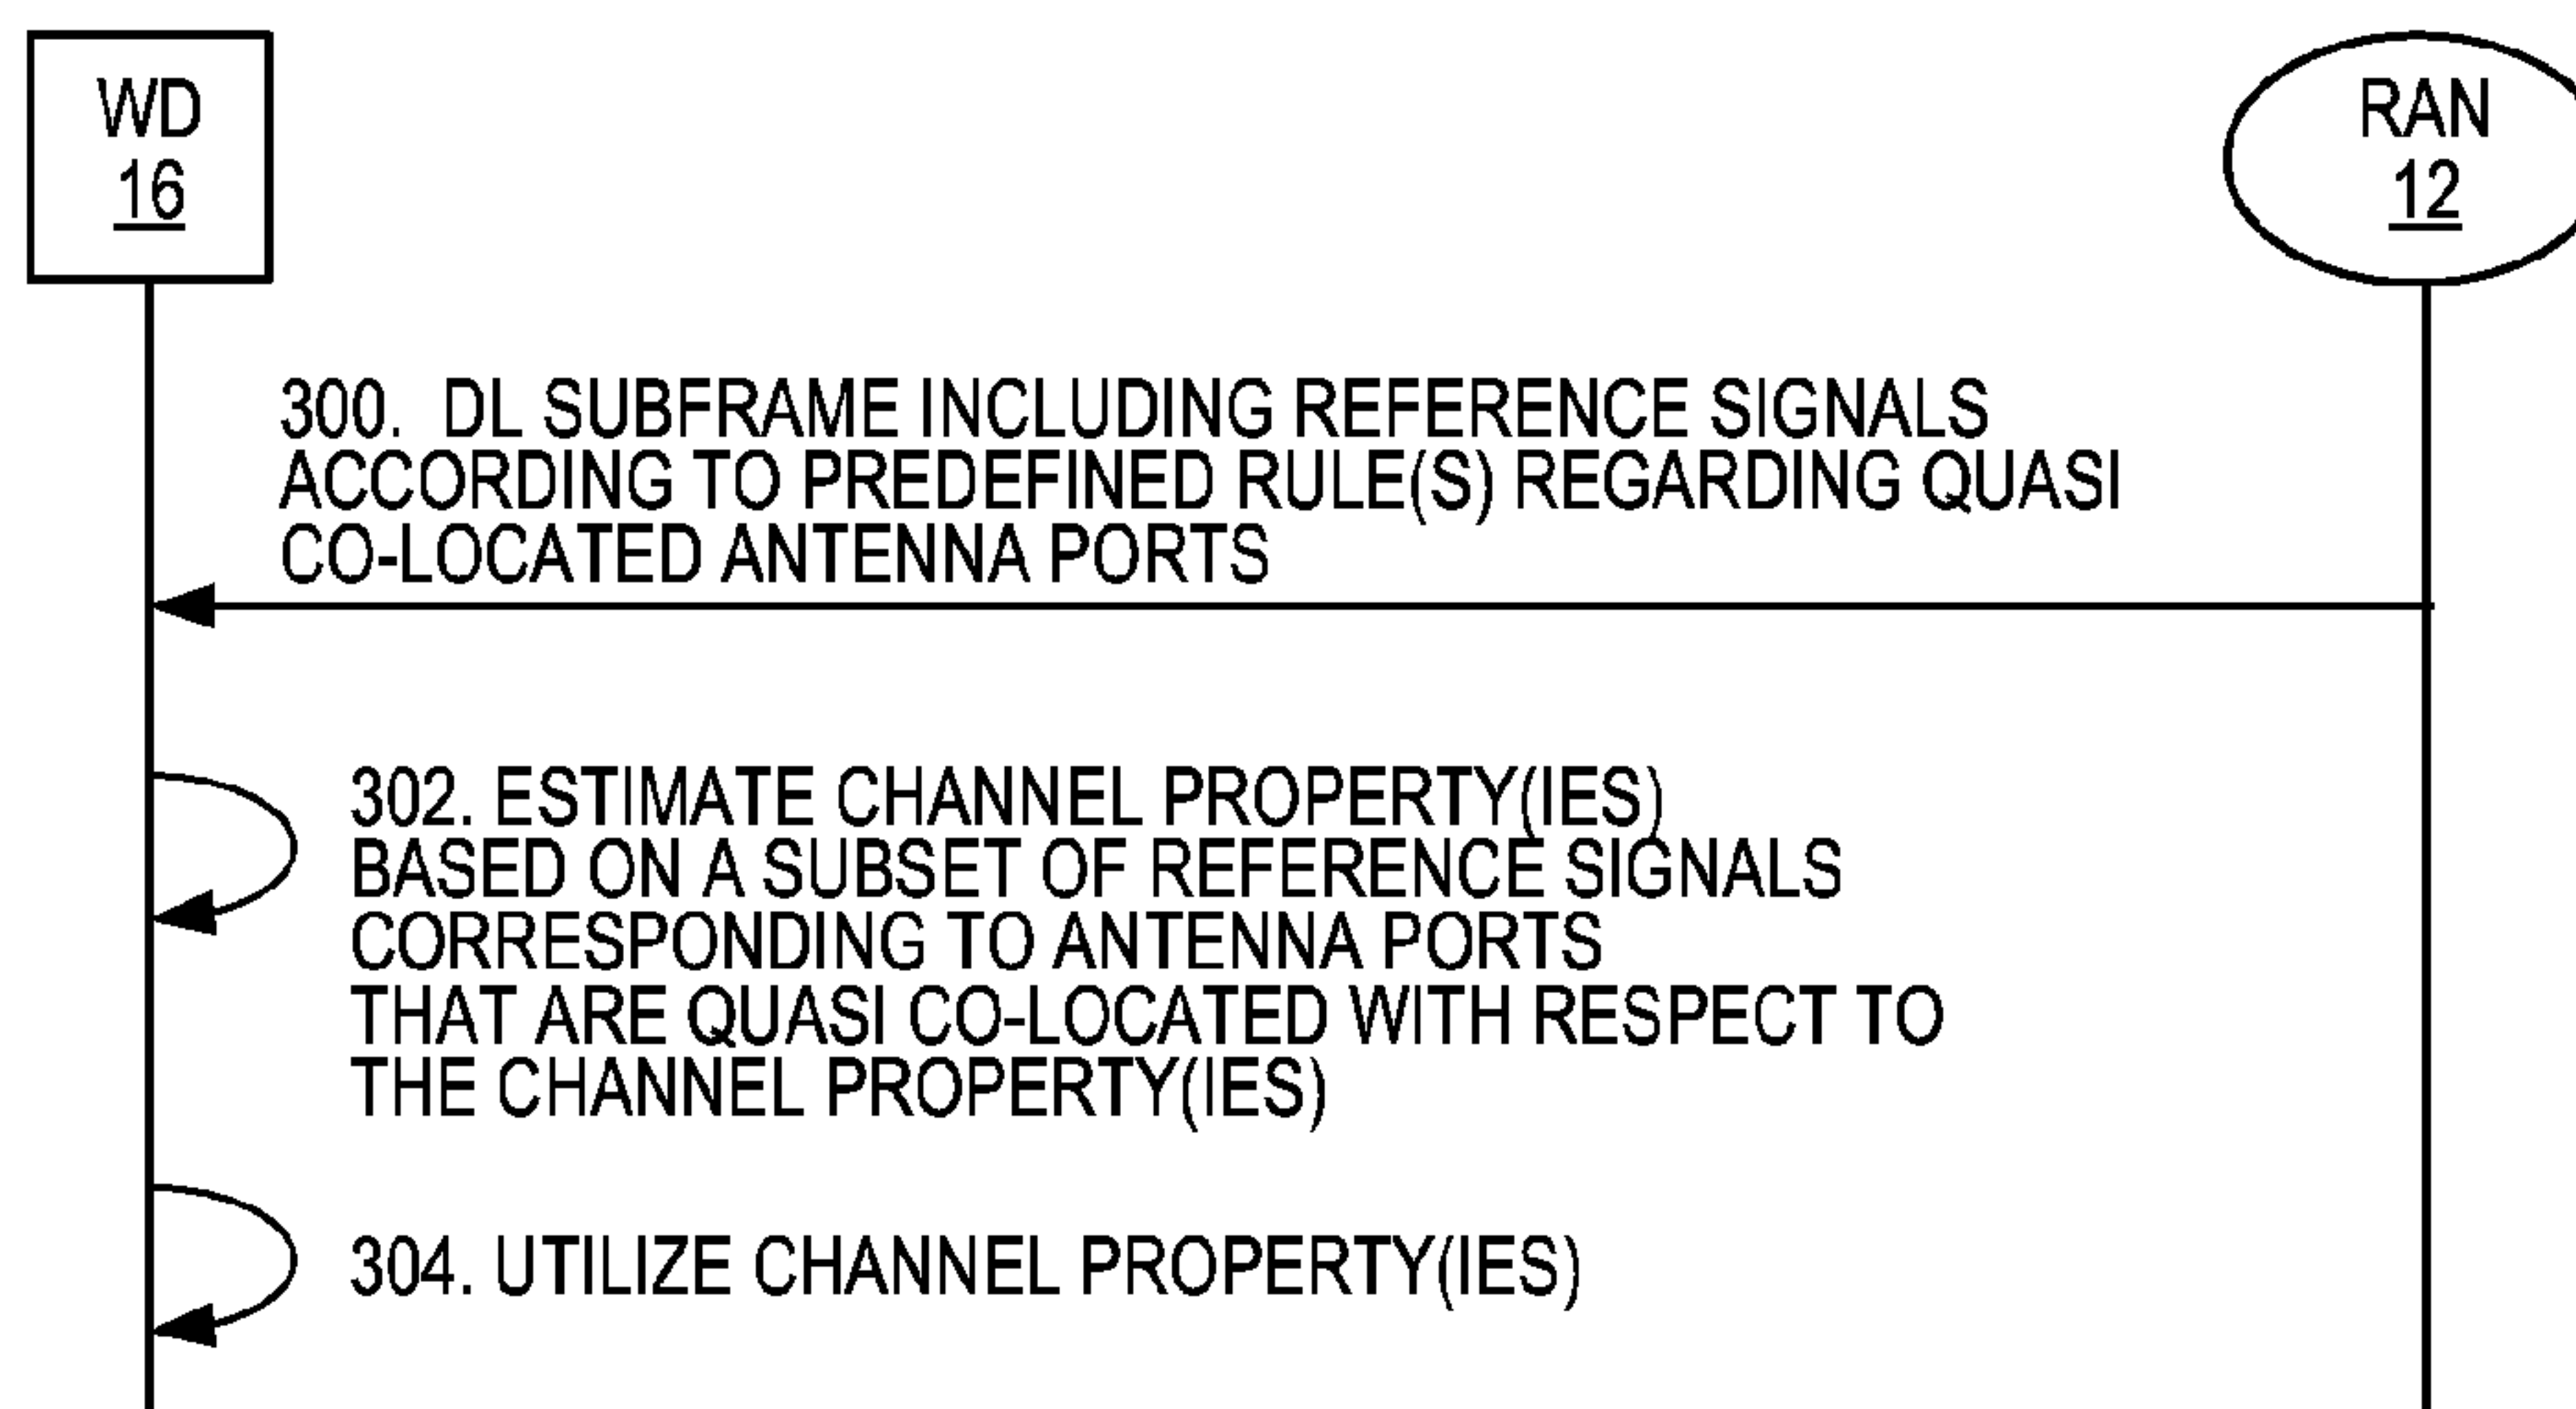 WD
16
RAN
12
300. DL SUBFRAME INCLUDING REFERENCE SIGNALS
ACCORDING TO PREDEFINED RULE(S) REGARDING QUASI
CO-LOCATED ANTENNA PORTS
302. ESTIMATE CHANNEL PROPERTY(IES)
BASED ON A SUBSET OF REFERENCE SIGNALS
CORRESPONDING TO ANTENNA PORTS
THAT ARE QUASI CO-LOCATED WITH RESPECT TO
THE CHANNEL PROPERTY(IES)
304. UTILIZE CHANNEL PROPERTY(IES)